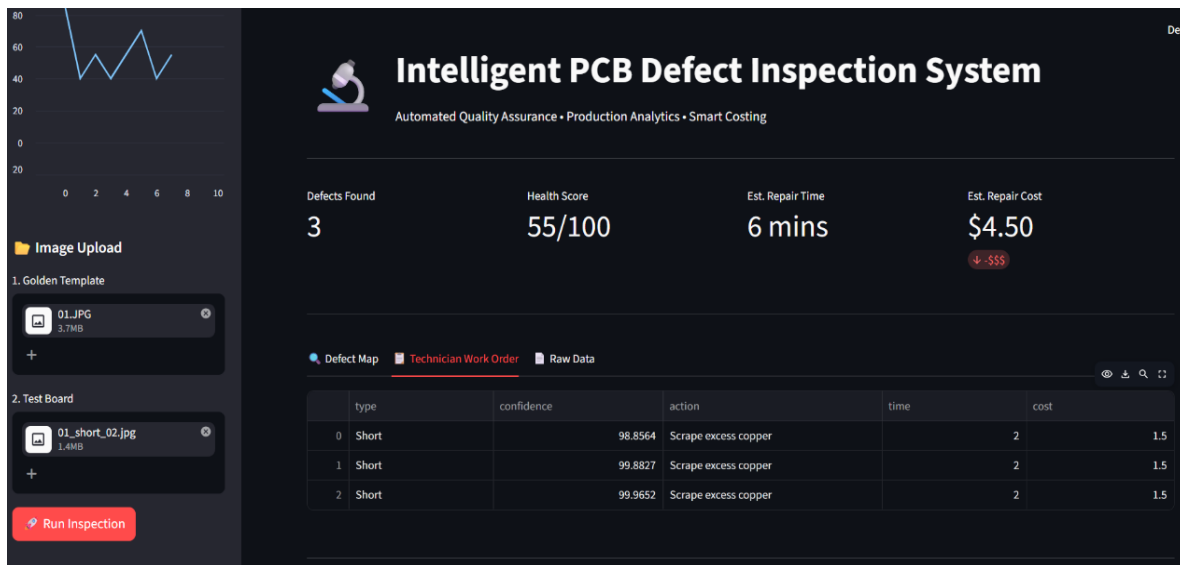 80
60
40
20
0
20
0 2 4 6 8 10
Image Upload
1. Golden Template
01.JPG
3.7MB
+
2. Test Board
01_short_02.jpg
1.4MB
+
Run Inspection
De
Intelligent PCB Defect Inspection System
Automated Quality Assurance • Production Analytics • Smart Costing
Defects Found Health Score Est. Repair Time Est. Repair Cost
3 55/100 6 mins $4.50
↓ -$$$
Defect Map Technician Work Order Raw Data
type confidence action time cost
0 Short 98.8564 Scrape excess copper 2 1.5
1 Short 99.8827 Scrape excess copper 2 1.5
2 Short 99.9652 Scrape excess copper 2 1.5